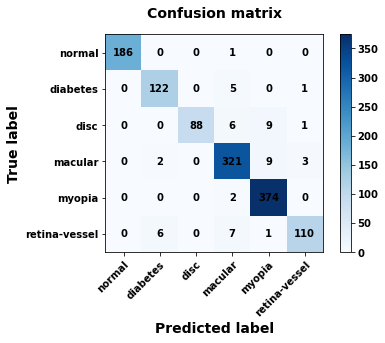 Confusion matrix
True label
normal 186 0 0 1 0 0
diabetes 0 122 0 5 0 1
disc 0 0 88 6 9 1
macular 0 2 0 321 9 3
myopia 0 0 0 2 374 0
retina-vessel 0 6 0 7 1 110
normal diabetes disc macular myopia retina-vessel
Predicted label
350
300
250
200
150
100
50
0